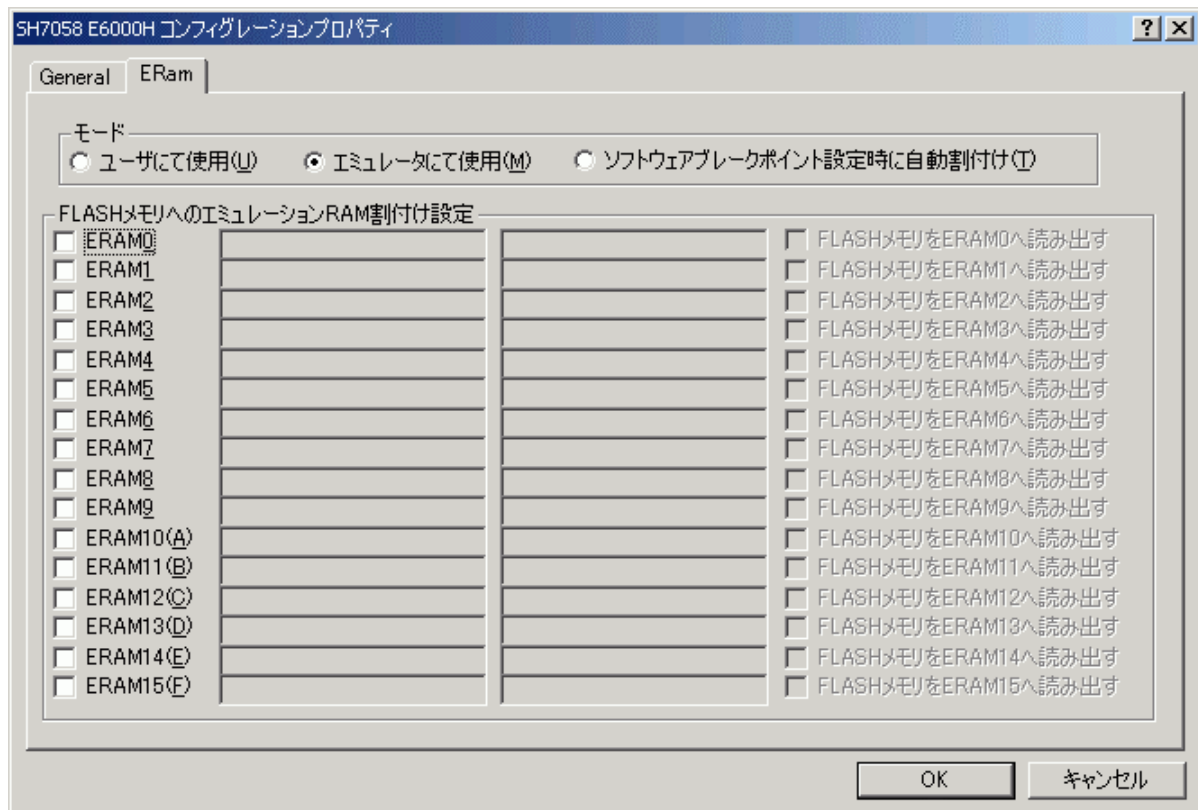 SH7058 E6000H コンフィグレーションプロパティ
General ERam
モード
ユーザにて使用(U) エミュレータにて使用(M) ソフトウェアブレークポイント設定時に自動割付け(T)
FLASHメモリへのエミュレーションRAM割付け設定
ERAM0 FLASHメモリをERAM0へ読み出す
ERAM1 FLASHメモリをERAM1へ読み出す
ERAM2 FLASHメモリをERAM2へ読み出す
ERAM3 FLASHメモリをERAM3へ読み出す
ERAM4 FLASHメモリをERAM4へ読み出す
ERAM5 FLASHメモリをERAM5へ読み出す
ERAM6 FLASHメモリをERAM6へ読み出す
ERAM7 FLASHメモリをERAM7へ読み出す
ERAM8 FLASHメモリをERAM8へ読み出す
ERAM9 FLASHメモリをERAM9へ読み出す
ERAM10(A) FLASHメモリをERAM10へ読み出す
ERAM11(B) FLASHメモリをERAM11へ読み出す
ERAM12(C) FLASHメモリをERAM12へ読み出す
ERAM13(D) FLASHメモリをERAM13へ読み出す
ERAM14(E) FLASHメモリをERAM14へ読み出す
ERAM15(F) FLASHメモリをERAM15へ読み出す
OK キャンセル